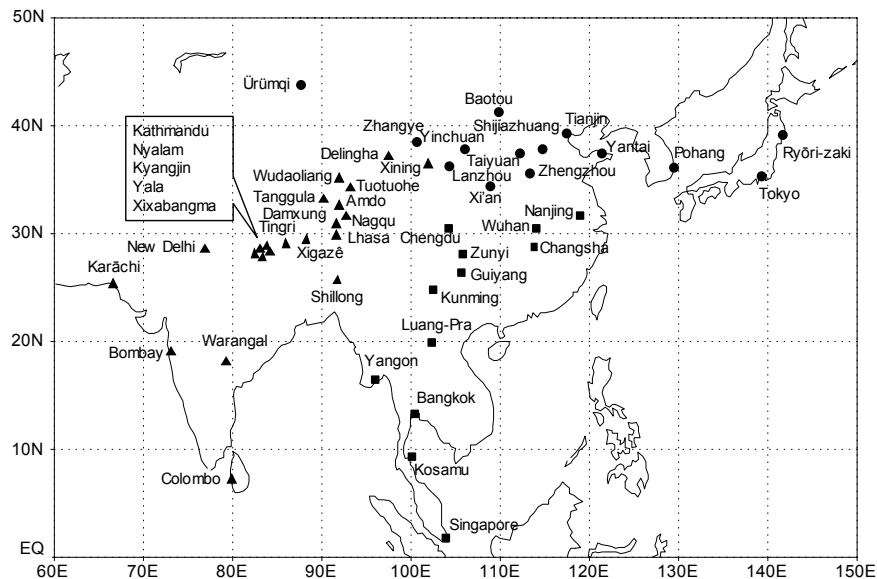 50N
Ürümqi
Baotou
40N
Tianjin
Shijiazhuang
Kathmandu
Nyalam
Kyangjin
Yala
Xixabangma
Zhangye
Yinchuan
Delingha
Xining
Taiyuan
Lanzhou
Zhengzhou
Yantai
Pohang
Ryōri-zaki
Tokyo
Wudaoliang
Tuotuohe
Tanggula
Amdo
Xi'an
Damxung
Nagqu
Nanjing
Tingri
Lhasa
Chengdu
Wuhan
30N
New Delhi
Xigazê
Zunyi
Changsha
Karāchi
Shillong
Guiyang
Kunming
20N
Bombay
Warangal
Luang-Pra
Yangon
Bangkok
10N
Colombo
Kosamu
Singapore
EQ
60E 70E 80E 90E 100E 110E 120E 130E 140E 150E